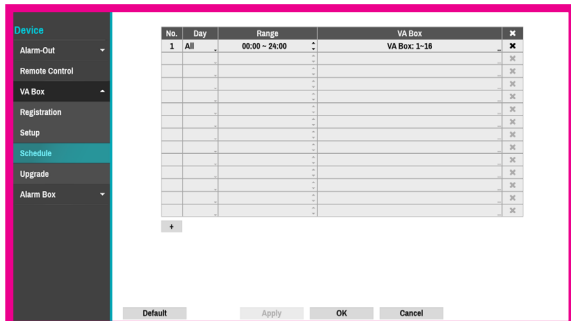 Device
Alarm-Out
Remote Control
VA Box
Registration
Setup
Schedule
Upgrade
Alarm Box
No. Day Range VA Box ✖
1 All 00:00 ~ 24:00 VA Box: 1~16 ✖
✖
✖
✖
✖
✖
✖
✖
✖
✖
✖
✖
✖
✖
+
Default Apply OK Cancel